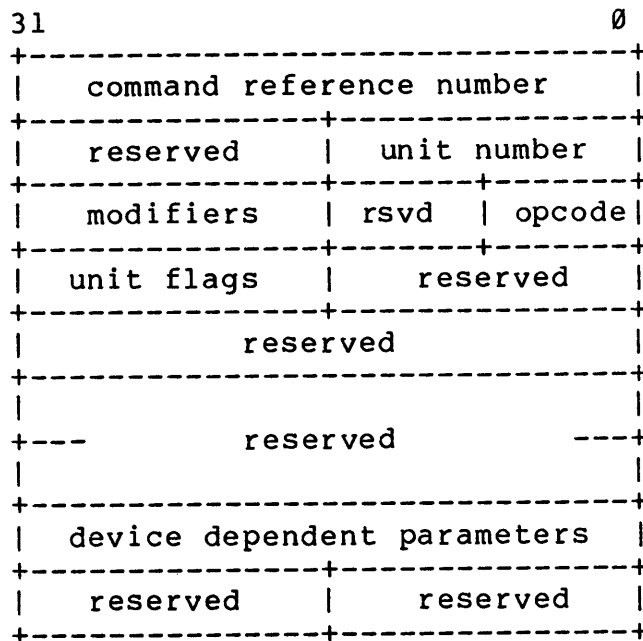 31 0
command reference number
reserved | unit number
modifiers | rsvd | opcode
unit flags | reserved
reserved
reserved
device dependent parameters
reserved | reserved